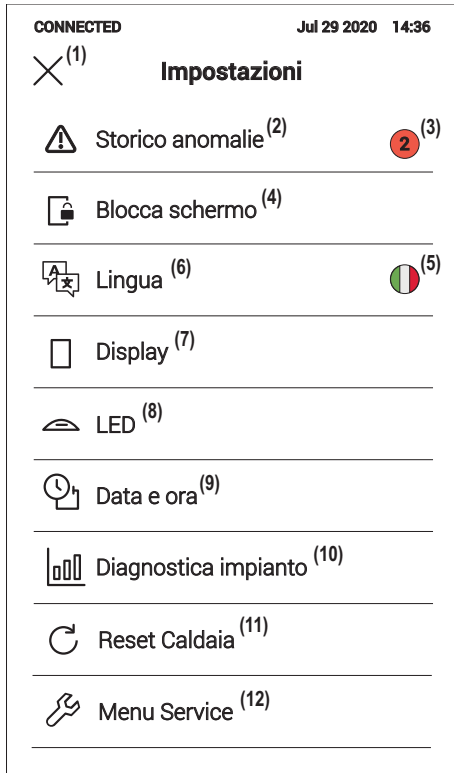 CONNECTED Jul 29 2020 14:36
(1) Impostazioni
Storico anomalie (2) 2 (3)
Blocca schermo (4)
Lingua (6) (5)
Display (7)
LED (8)
Data e ora (9)
Diagnostica impianto (10)
Reset Caldaia (11)
Menu Service (12)